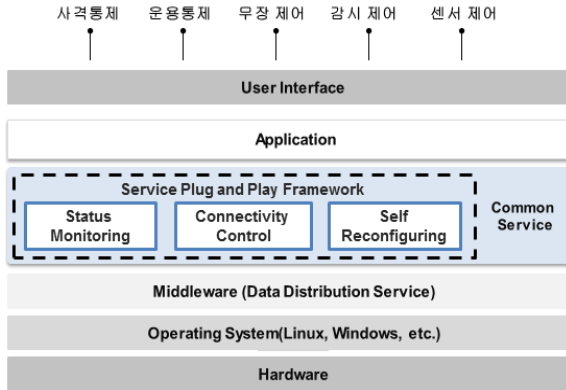 사격통제 운용통제 무장 제어 감시 제어 센서 제어
User Interface
Application
Service Plug and Play Framework
Status Monitoring
Connectivity Control
Self Reconfiguring
Common Service
Middleware (Data Distribution Service)
Operating System(Linux, Windows, etc.)
Hardware